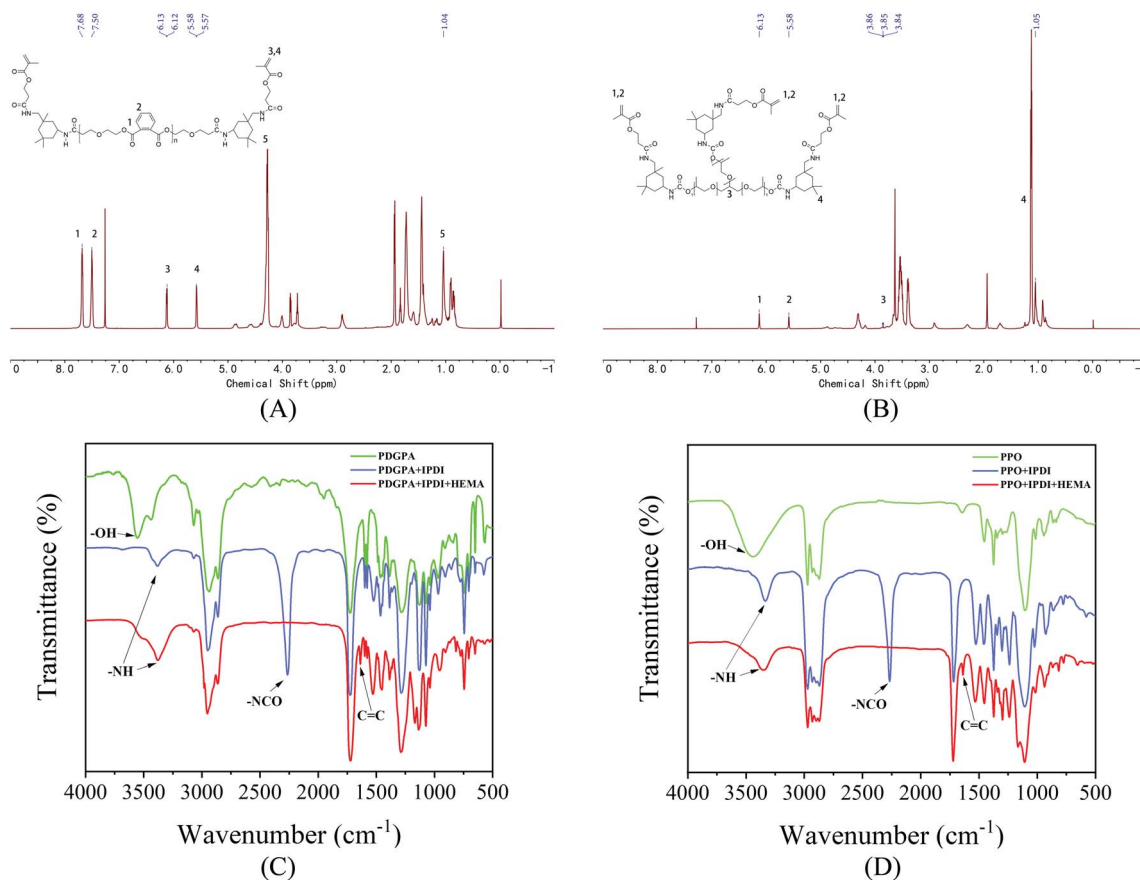 7.68
7.50
6.13
6.12
5.58
5.57
1.04
3,4
2
1
5
1
2
3
4
5
8.0 7.0 6.0 5.0 4.0 3.0 2.0 1.0 0 -1
Chemical Shift(ppm)
(A)
6.13
5.58
3.86
3.85
3.84
1.05
1,2
1,2
1,2
3
4
4
1
2
3
8.0 7.0 6.0 5.0 4.0 3.0 2.0 1.0 0.0 -1
Chemical Shift(ppm)
(B)
Transmittance (%)
PDGPA
PDGPA+IPDI
PDGPA+IPDI+HEMA
-OH
-NH
-NCO
C=C
4000 3500 3000 2500 2000 1500 1000 500
Wavenumber (cm-1)
(C)
Transmittance (%)
PPO
PPO+IPDI
PPO+IPDI+HEMA
-OH
-NH
-NCO
C=C
4000 3500 3000 2500 2000 1500 1000 500
Wavenumber (cm-1)
(D)